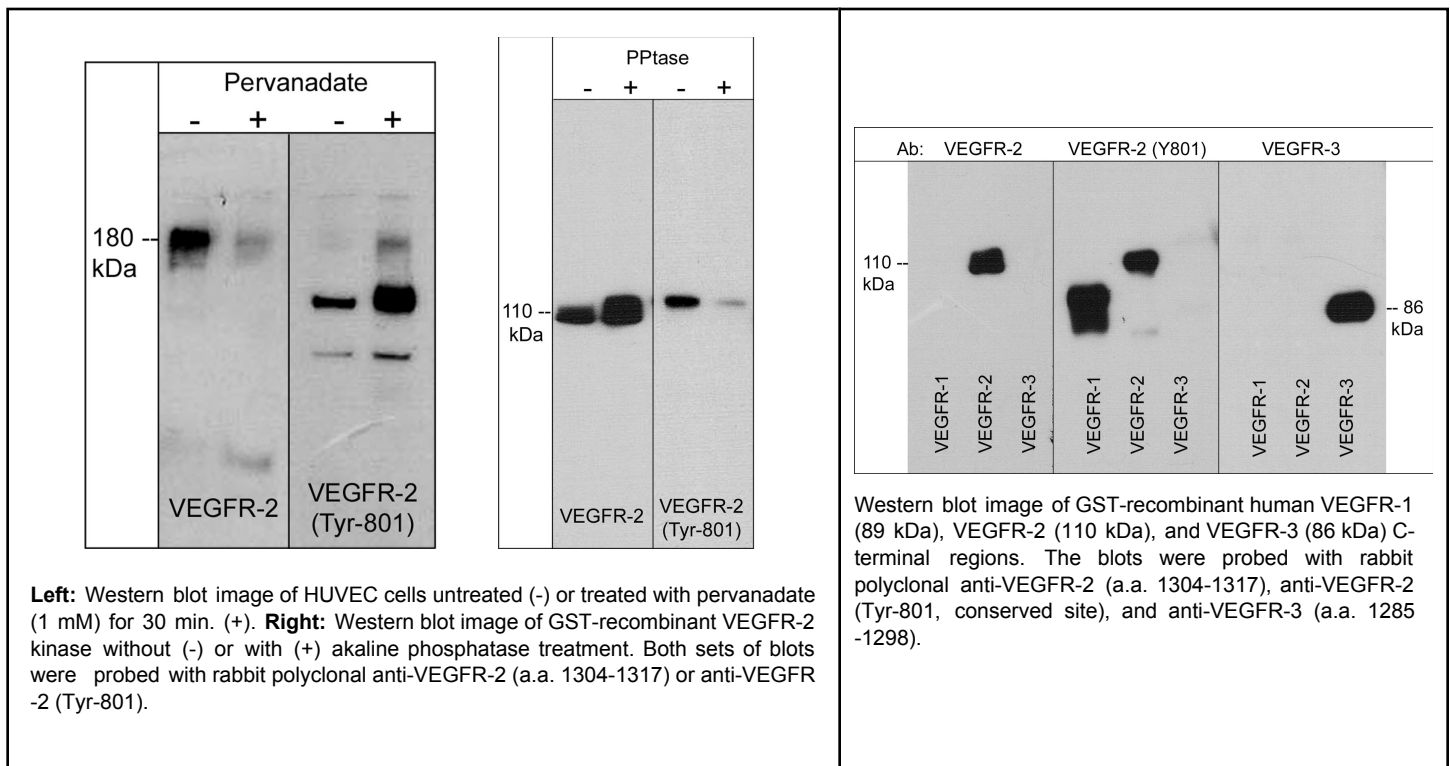 Pervanadate
- + - +
180 --
kDa
VEGFR-2
VEGFR-2
(Tyr-801)
PPtase
- + - +
110 --
kDa
VEGFR-2
VEGFR-2
(Tyr-801)
Left: Western blot image of HUVEC cells untreated (-) or treated with pervanadate
(1 mM) for 30 min. (+). Right: Western blot image of GST-recombinant VEGFR-2
kinase without (-) or with (+) akaline phosphatase treatment. Both sets of blots
were probed with rabbit polyclonal anti-VEGFR-2 (a.a. 1304-1317) or anti-VEGFR
-2 (Tyr-801).
Ab: VEGFR-2 VEGFR-2 (Y801) VEGFR-3
110 --
kDa
-- 86
kDa
VEGFR-1
VEGFR-2
VEGFR-3
VEGFR-1
VEGFR-2
VEGFR-3
VEGFR-1
VEGFR-2
VEGFR-3
Western blot image of GST-recombinant human VEGFR-1
(89 kDa), VEGFR-2 (110 kDa), and VEGFR-3 (86 kDa) C-
terminal regions. The blots were probed with rabbit
polyclonal anti-VEGFR-2 (a.a. 1304-1317), anti-VEGFR-2
(Tyr-801, conserved site), and anti-VEGFR-3 (a.a. 1285
-1298).